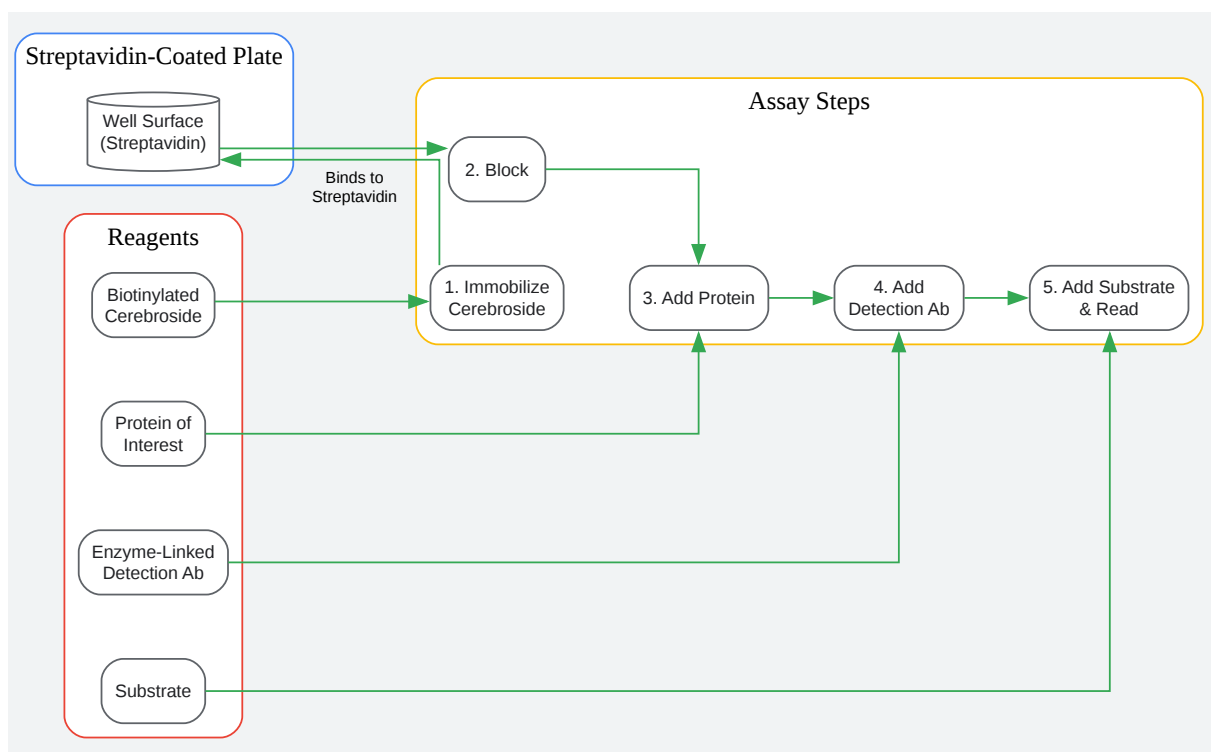 Streptavidin-Coated Plate
Well Surface
(Streptavidin)
Binds to
Streptavidin
Reagents
Biotinylated
Cerebroside
Protein of
Interest
Enzyme-Linked
Detection Ab
Substrate
Assay Steps
2. Block
1. Immobilize
Cerebroside
3. Add Protein
4. Add
Detection Ab
5. Add Substrate
& Read